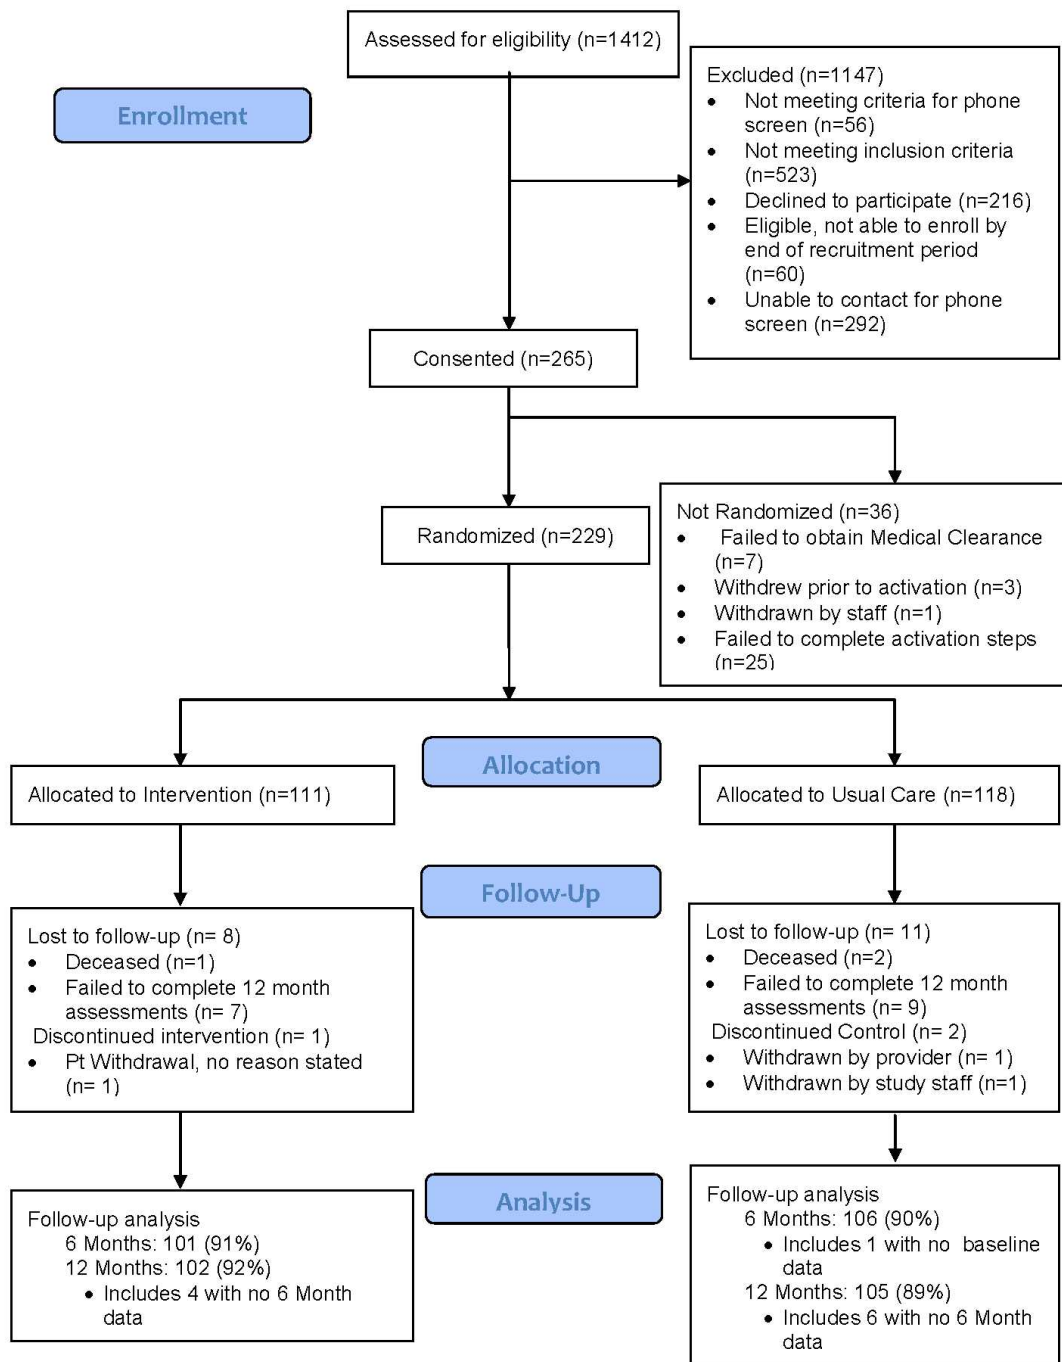 Assessed for eligibility (n=1412)
Enrollment
Excluded (n=1147)
• Not meeting criteria for phone
screen (n=56)
• Not meeting inclusion criteria
(n=523)
• Declined to participate (n=216)
• Eligible, not able to enroll by
end of recruitment period
(n=60)
• Unable to contact for phone
screen (n=292)
Consented (n=265)
Not Randomized (n=36)
• Failed to obtain Medical Clearance
(n=7)
• Withdrew prior to activation (n=3)
• Withdrawn by staff (n=1)
• Failed to complete activation steps
(n=25)
Randomized (n=229)
Allocation
Allocated to Intervention (n=111)
Allocated to Usual Care (n=118)
Follow-Up
Lost to follow-up (n= 8)
• Deceased (n=1)
• Failed to complete 12 month
assessments (n= 7)
Discontinued intervention (n= 1)
• Pt Withdrawal, no reason stated
(n= 1)
Lost to follow-up (n= 11)
• Deceased (n=2)
• Failed to complete 12 month
assessments (n= 9)
Discontinued Control (n= 2)
• Withdrawn by provider (n= 1)
• Withdrawn by study staff (n=1)
Analysis
Follow-up analysis
6 Months: 101 (91%)
12 Months: 102 (92%)
• Includes 4 with no 6 Month
data
Follow-up analysis
6 Months: 106 (90%)
• Includes 1 with no baseline
data
12 Months: 105 (89%)
• Includes 6 with no 6 Month
data